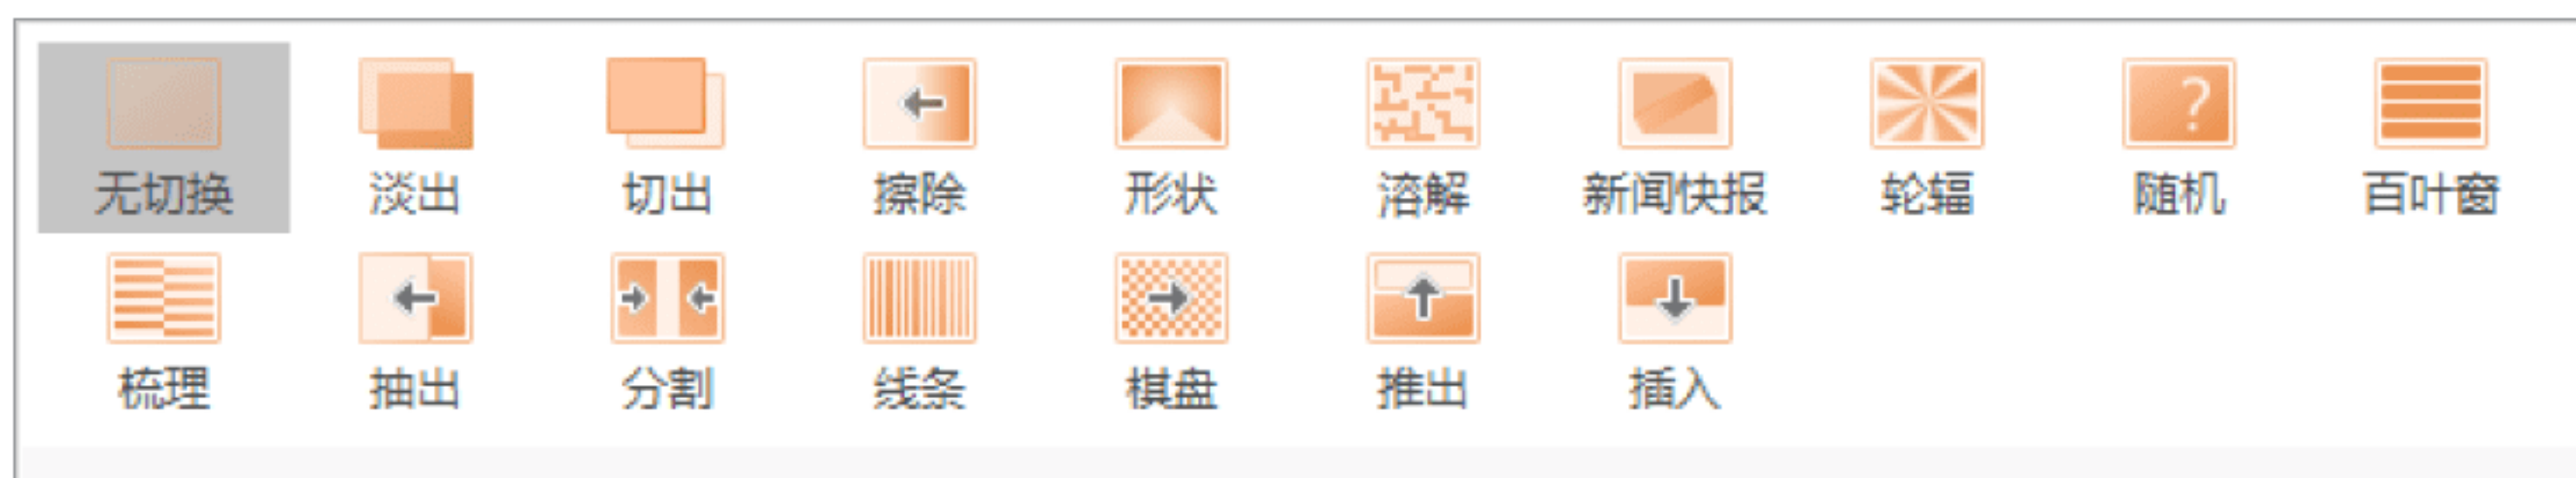 无切换 淡出 切出 擦除 形状 溶解 新闻快报 轮辐 随机 ? 百叶窗
梳理 抽出 分割 线条 棋盘 推出 插入